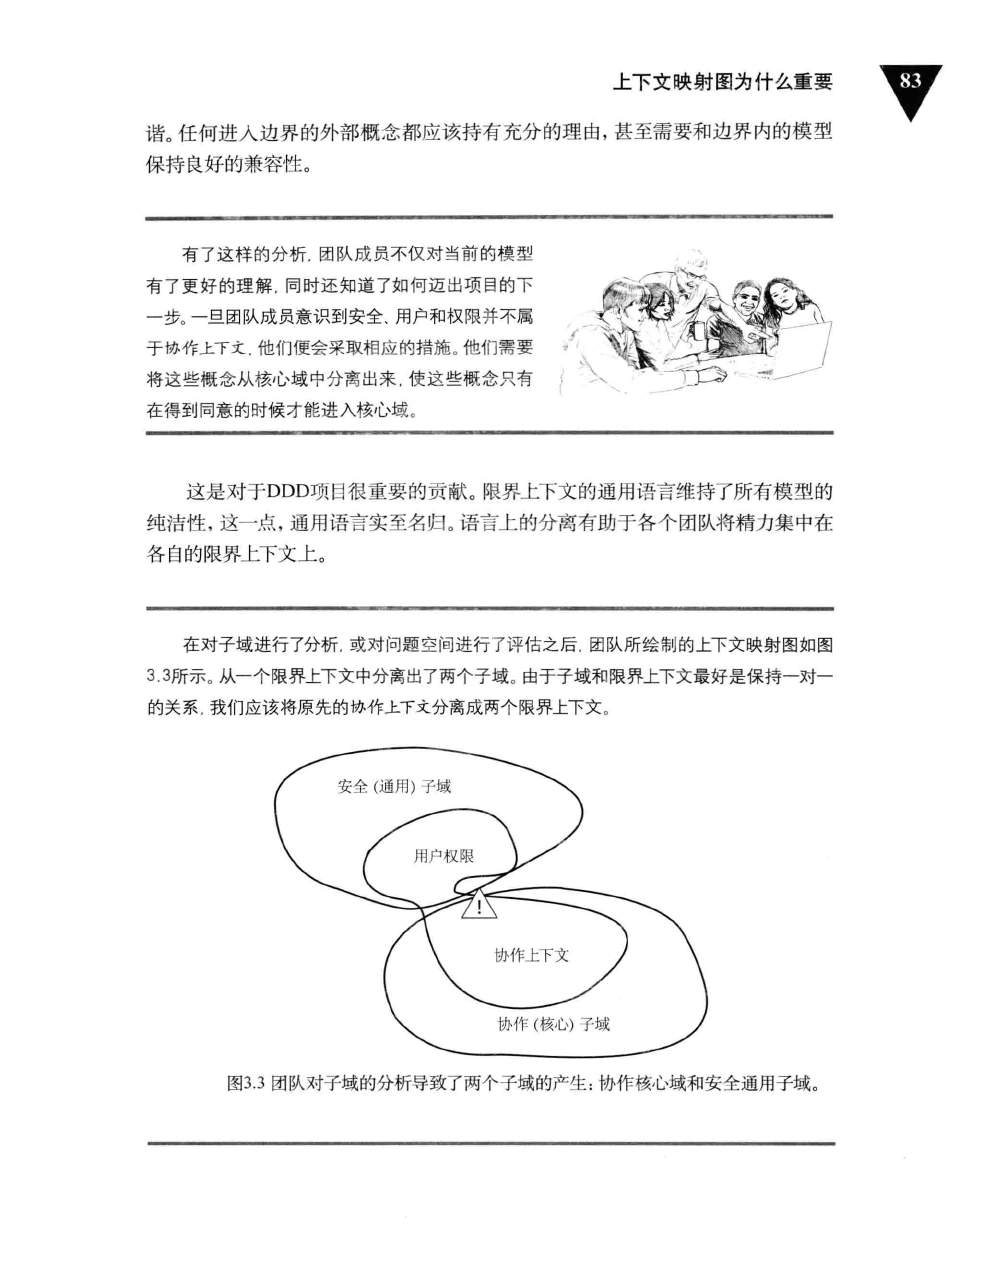 上下文映射图为什么重要
83
谐。任何进入边界的外部概念都应该持有充分的理由，甚至需要和边界内的模型
保持良好的兼容性。
有了这样的分析，团队成员不仅对当前的模型
有了更好的理解，同时还知道了如何迈出项目的下
一步。一旦团队成员意识到安全、用户和权限并不属
于协作上下文，他们便会采取相应的措施。他们需要
将这些概念从核心域中分离出来，使这些概念只有
在得到同意的时候才能进入核心域。
这是对于DDD项目很重要的贡献。限界上下文的通用语言维持了所有模型的
纯洁性，这一点，通用语言实至名归。语言上的分离有助于各个团队将精力集中在
各自的限界上下文上。
在对子域进行了分析，或对问题空间进行了评估之后，团队所绘制的上下文映射图如图
3.3所示。从一个限界上下文中分离出了两个子域。由于子域和限界上下文最好是保持一对一
的关系，我们应该将原先的协作上下文分离成两个限界上下文。
安全（通用）子域
用户权限
!
协作上下文
协作（核心）子域
图3.3 团队对子域的分析导致了两个子域的产生：协作核心域和安全通用子域。